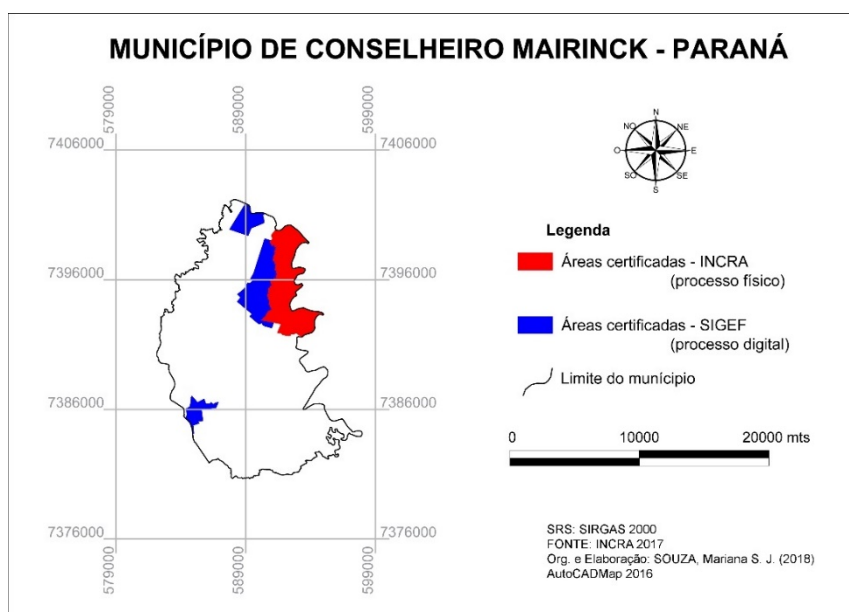 MUNICÍPIO DE CONSELHEIRO MAIRINCK - PARANÁ
579000
589000
599000
7406000
7406000
7396000
7396000
7386000
7386000
7376000
7376000
579000
589000
599000
N
NO
NE
O
E
SO
SE
S
Legenda
Áreas certificadas - INCRA
(processo físico)
Áreas certificadas - SIGEF
(processo digital)
Limite do município
0
10000
20000 mts
SRS: SIRGAS 2000
FONTE: INCRA 2017
Org. e Elaboração: SOUZA, Mariana S. J. (2018)
AutoCADMap 2016